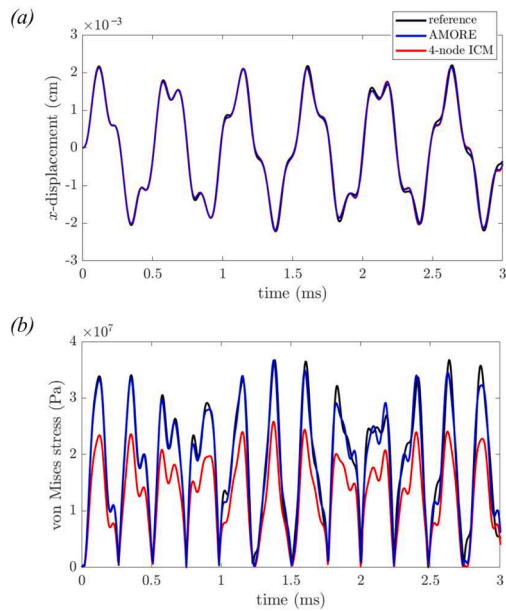 (a)
×10⁻³
reference
AMORE
4-node ICM
3
2
1
0
-1
-2
-3
x-displacement (cm)
0 0.5 1 1.5 2 2.5 3
time (ms)
(b)
×10⁷
4
3
2
1
0
von Mises stress (Pa)
0 0.5 1 1.5 2 2.5 3
time (ms)